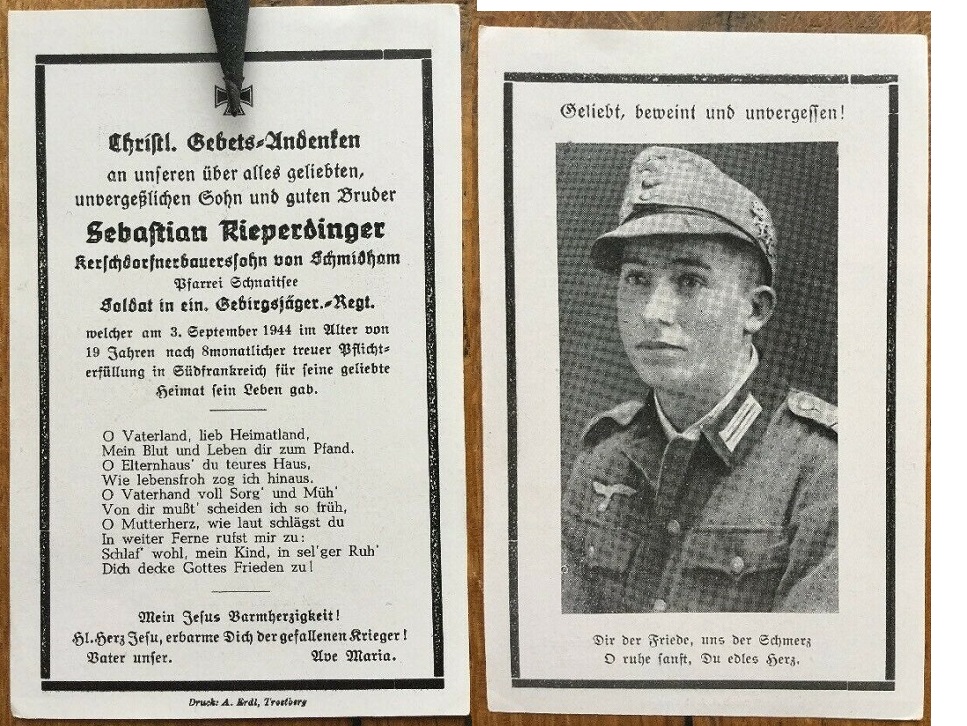 Christl. Gebets-Andenken
an unseren über alles geliebten,
unvergeßlichen Sohn und guten Bruder
Sebastian Rieperdinger
Kerschdorfnerbauerssohn von Schmidham
Pfarrei Schnaitsee
Soldat in ein. Gebirgsjäger.-Regt.
welcher am 3. September 1944 im Alter von
19 Jahren nach 8monatlicher treuer Pflicht-
erfüllung in Südfrankreich für seine geliebte
Heimat sein Leben gab.
O Vaterland, lieb Heimatland,
Mein Blut und Leben dir zum Pfand.
O Elternhaus' du teures Haus,
Wie lebensfroh zog ich hinaus.
O Vaterhand voll Sorg' und Müh'
Von dir mußt' scheiden ich so früh,
O Mutterherz, wie laut schlägst du
In weiter Ferne rufst mir zu:
Schlaf' wohl, mein Kind, in sel'ger Ruh'
Dich decke Gottes Frieden zu!
Mein Jesus Barmherzigkeit!
Hl. Herz Jesu, erbarme Dich der gefallenen Krieger!
Vater unser. Ave Maria.
Druck: A. Erdl, Trostberg
Geliebt, beweint und unvergessen!
Dir der Friede, uns der Schmerz
O ruhe sanft, Du edles Herz.